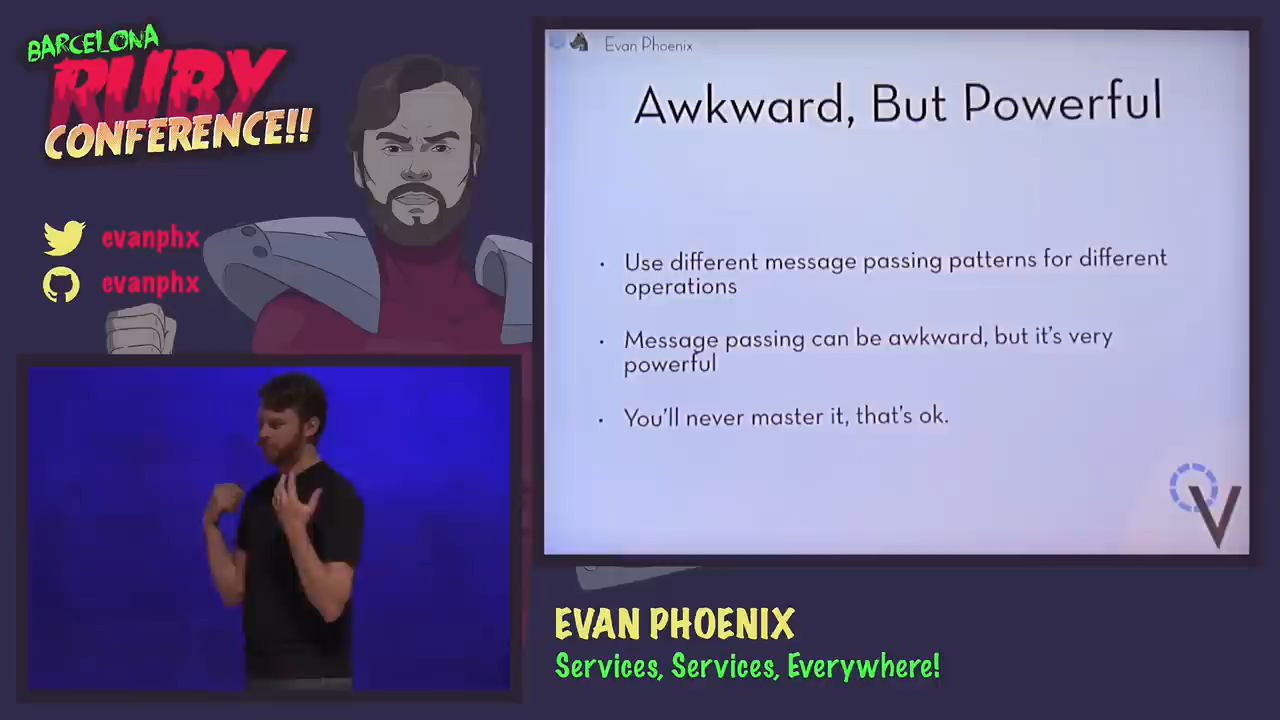 BARCELONA
RUBY
CONFERENCE!!
evanphx
evanphx
Evan Phoenix
Awkward, But Powerful
• Use different message passing patterns for different
operations
• Message passing can be awkward, but it's very
powerful
• You'll never master it, that's ok.
V
EVAN PHOENIX
Services, Services, Everywhere!